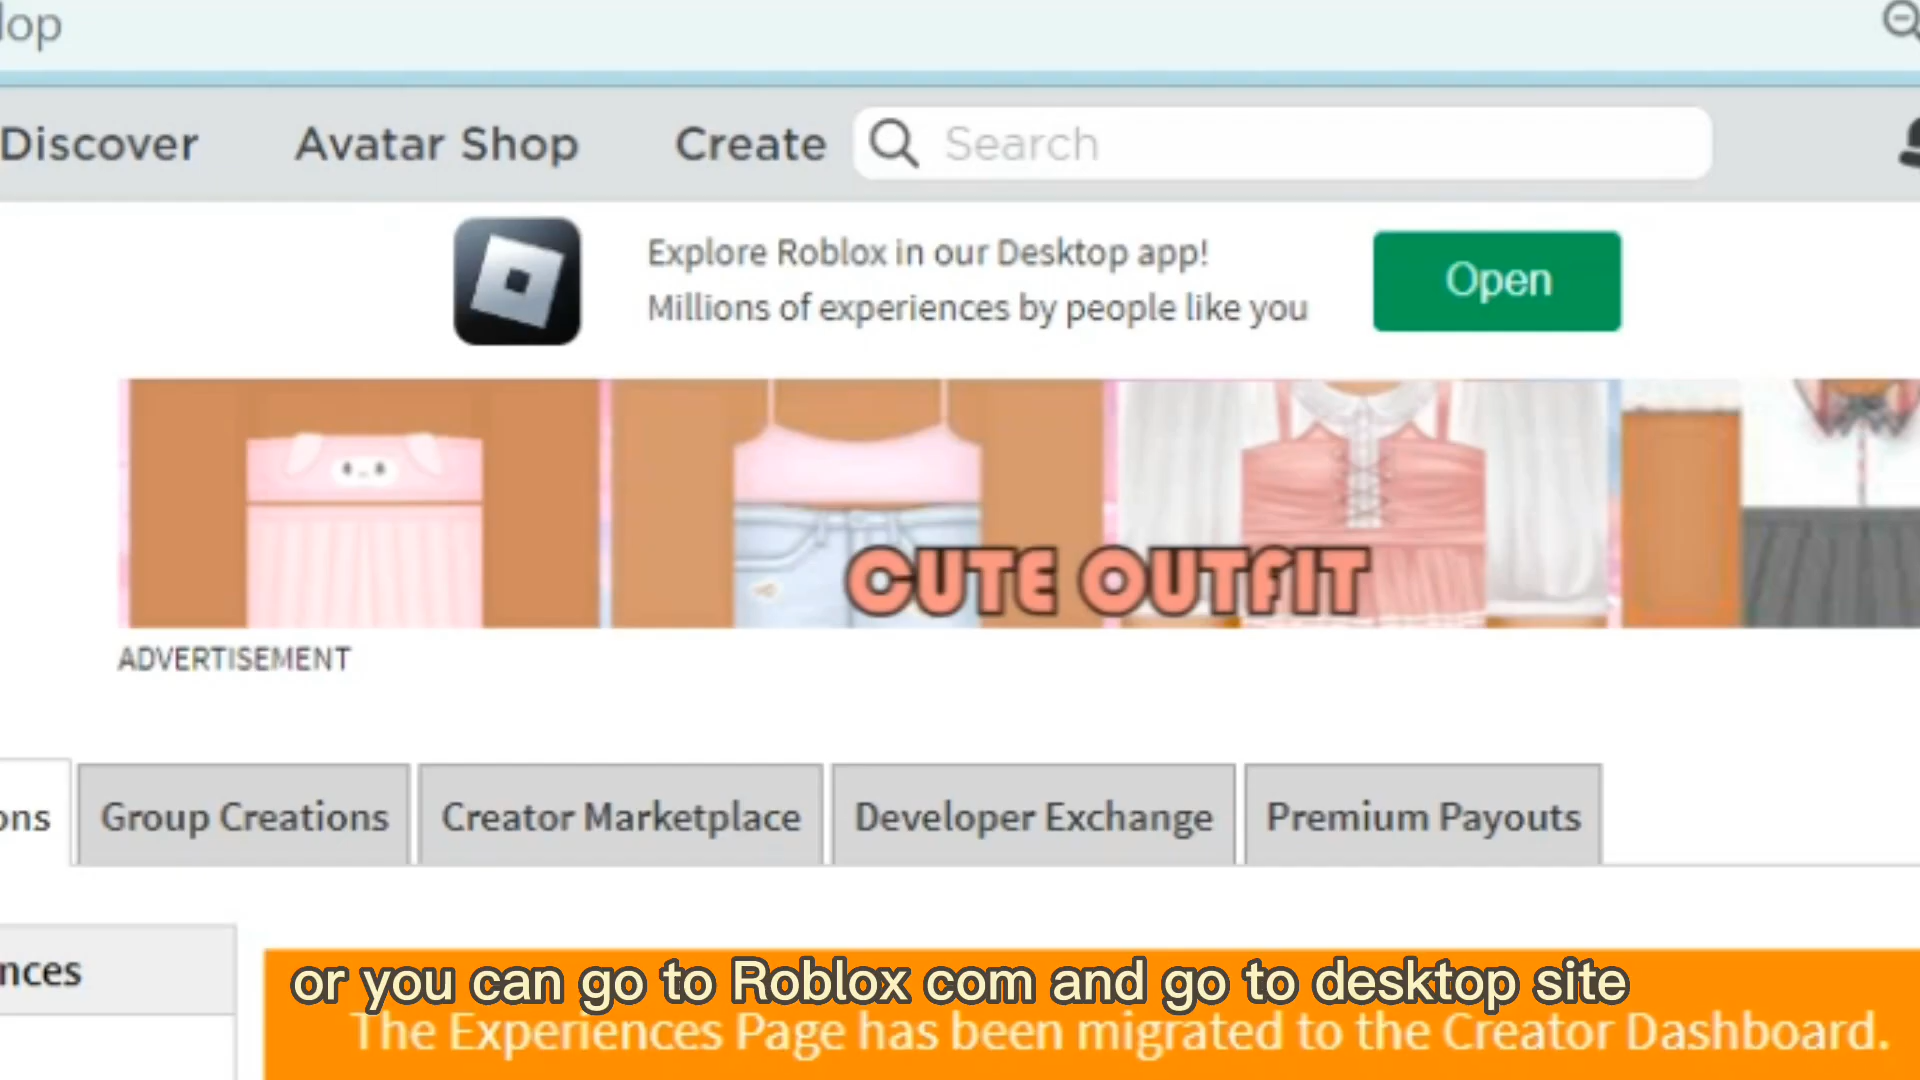 lop
Discover Avatar Shop Create Search
Explore Roblox in our Desktop app!
Millions of experiences by people like you
Open
CUTE OUTFIT
ADVERTISEMENT
ons Group Creations Creator Marketplace Developer Exchange Premium Payouts
nces
or you can go to Roblox com and go to desktop site
The Experiences Page has been migrated to the Creator Dashboard.